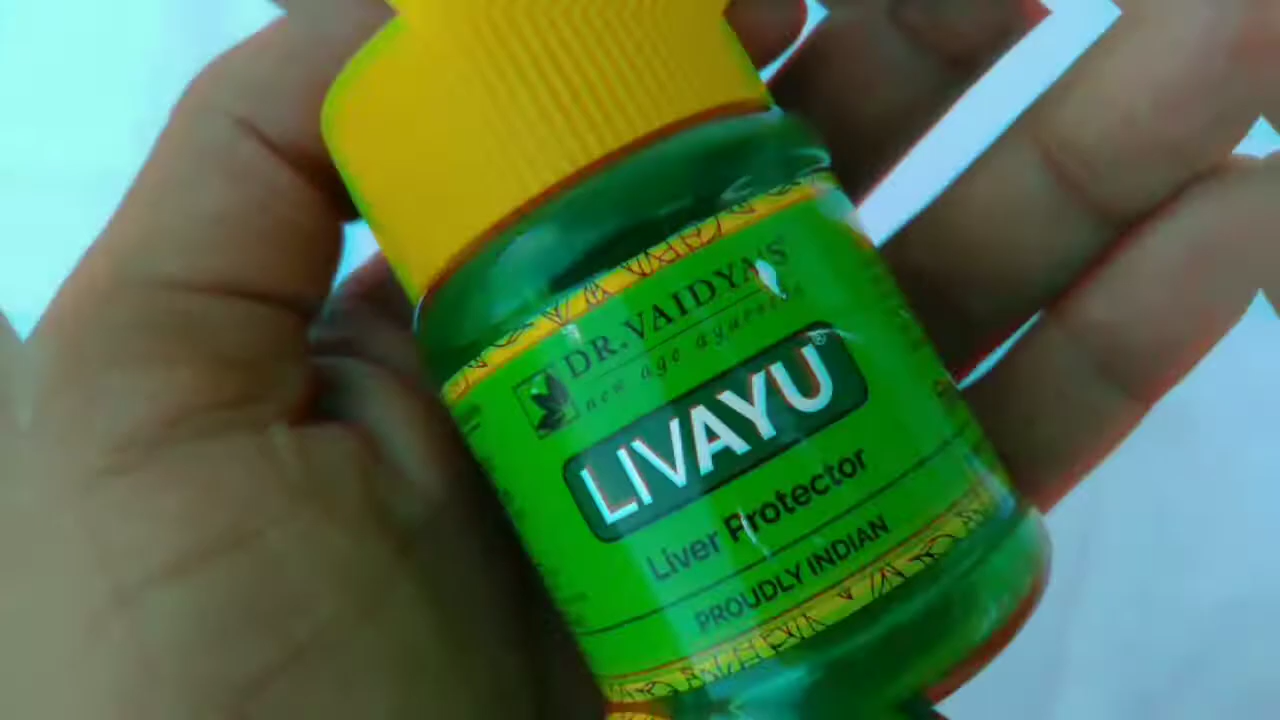 DR. VAIDYA'S
new age ayurveda
LIVAYU®
Liver Protector
PROUDLY INDIAN